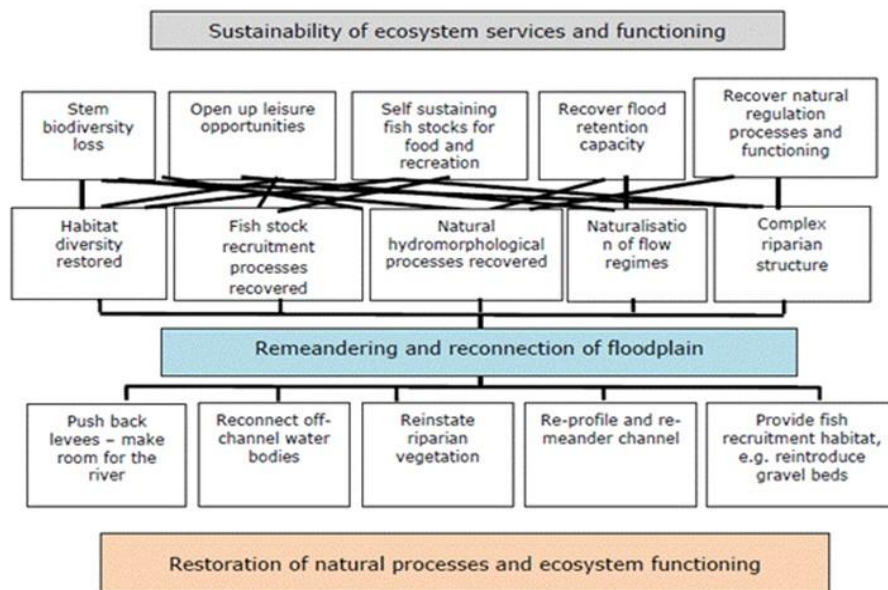 Sustainability of ecosystem services and functioning
Stem
biodiversity
loss
Open up leisure
opportunities
Self sustaining
fish stocks for
food and
recreation
Recover flood
retention
capacity
Recover natural
regulation
processes and
functioning
Habitat
diversity
restored
Fish stock
recruitment
processes
recovered
Natural
hydromorphological
processes recovered
Naturalisatio
n of flow
regimes
Complex
riparian
structure
Remeandering and reconnection of floodplain
Push back
levees – make
room for the
river
Reconnect off-
channel water
bodies
Reinstate
riparian
vegetation
Re-profile and re-
meander channel
Provide fish
recruitment habitat,
e.g. reintroduce
gravel beds
Restoration of natural processes and ecosystem functioning